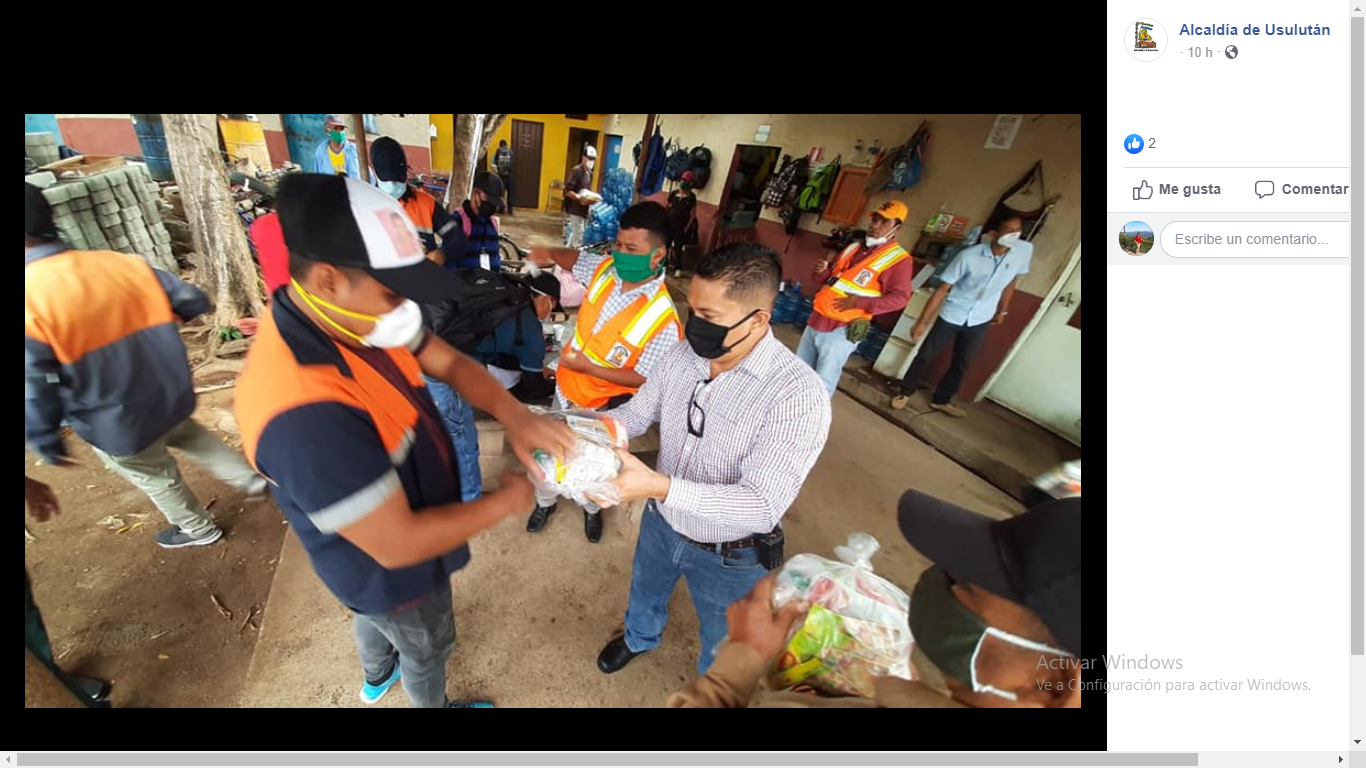 Alcaldía de Usulután
· 10 h ·
2
Me gusta
Comentar
Escribe un comentario...
Activar Windows
Ve a Configuración para activar Windows.